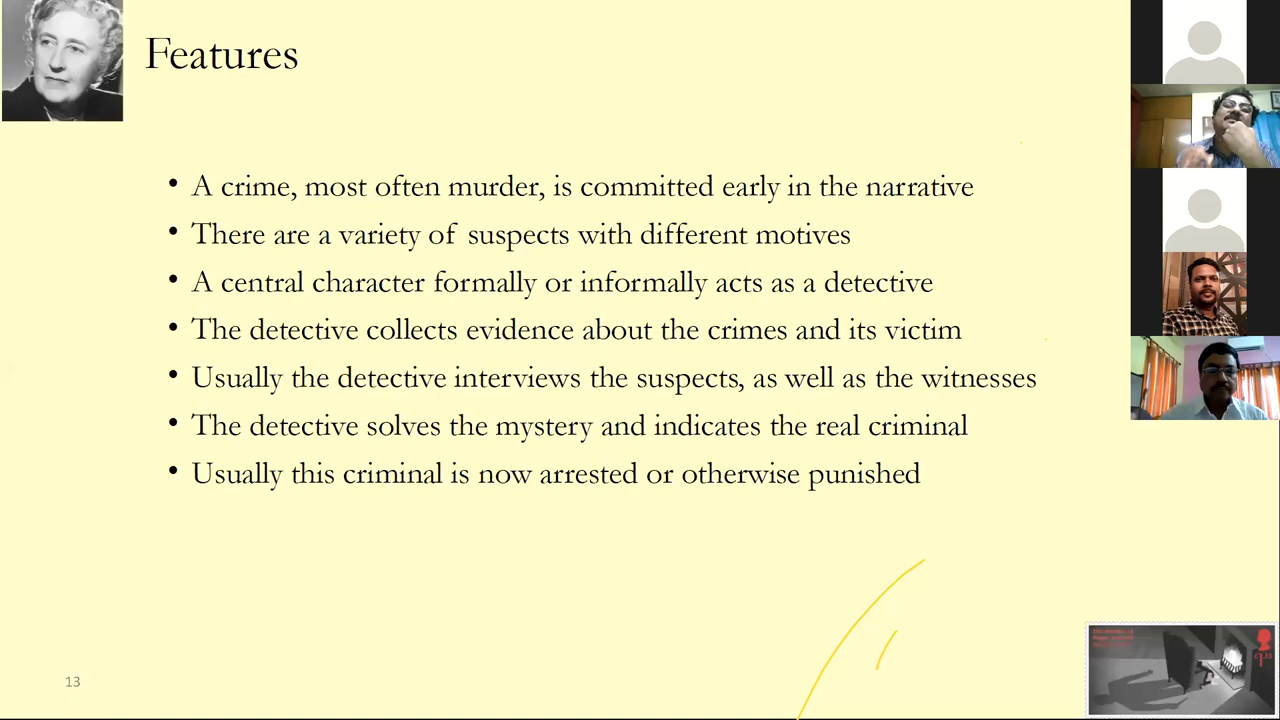 Features
• A crime, most often murder, is committed early in the narrative
• There are a variety of suspects with different motives
• A central character formally or informally acts as a detective
• The detective collects evidence about the crimes and its victim
• Usually the detective interviews the suspects, as well as the witnesses
• The detective solves the mystery and indicates the real criminal
• Usually this criminal is now arrested or otherwise punished
13